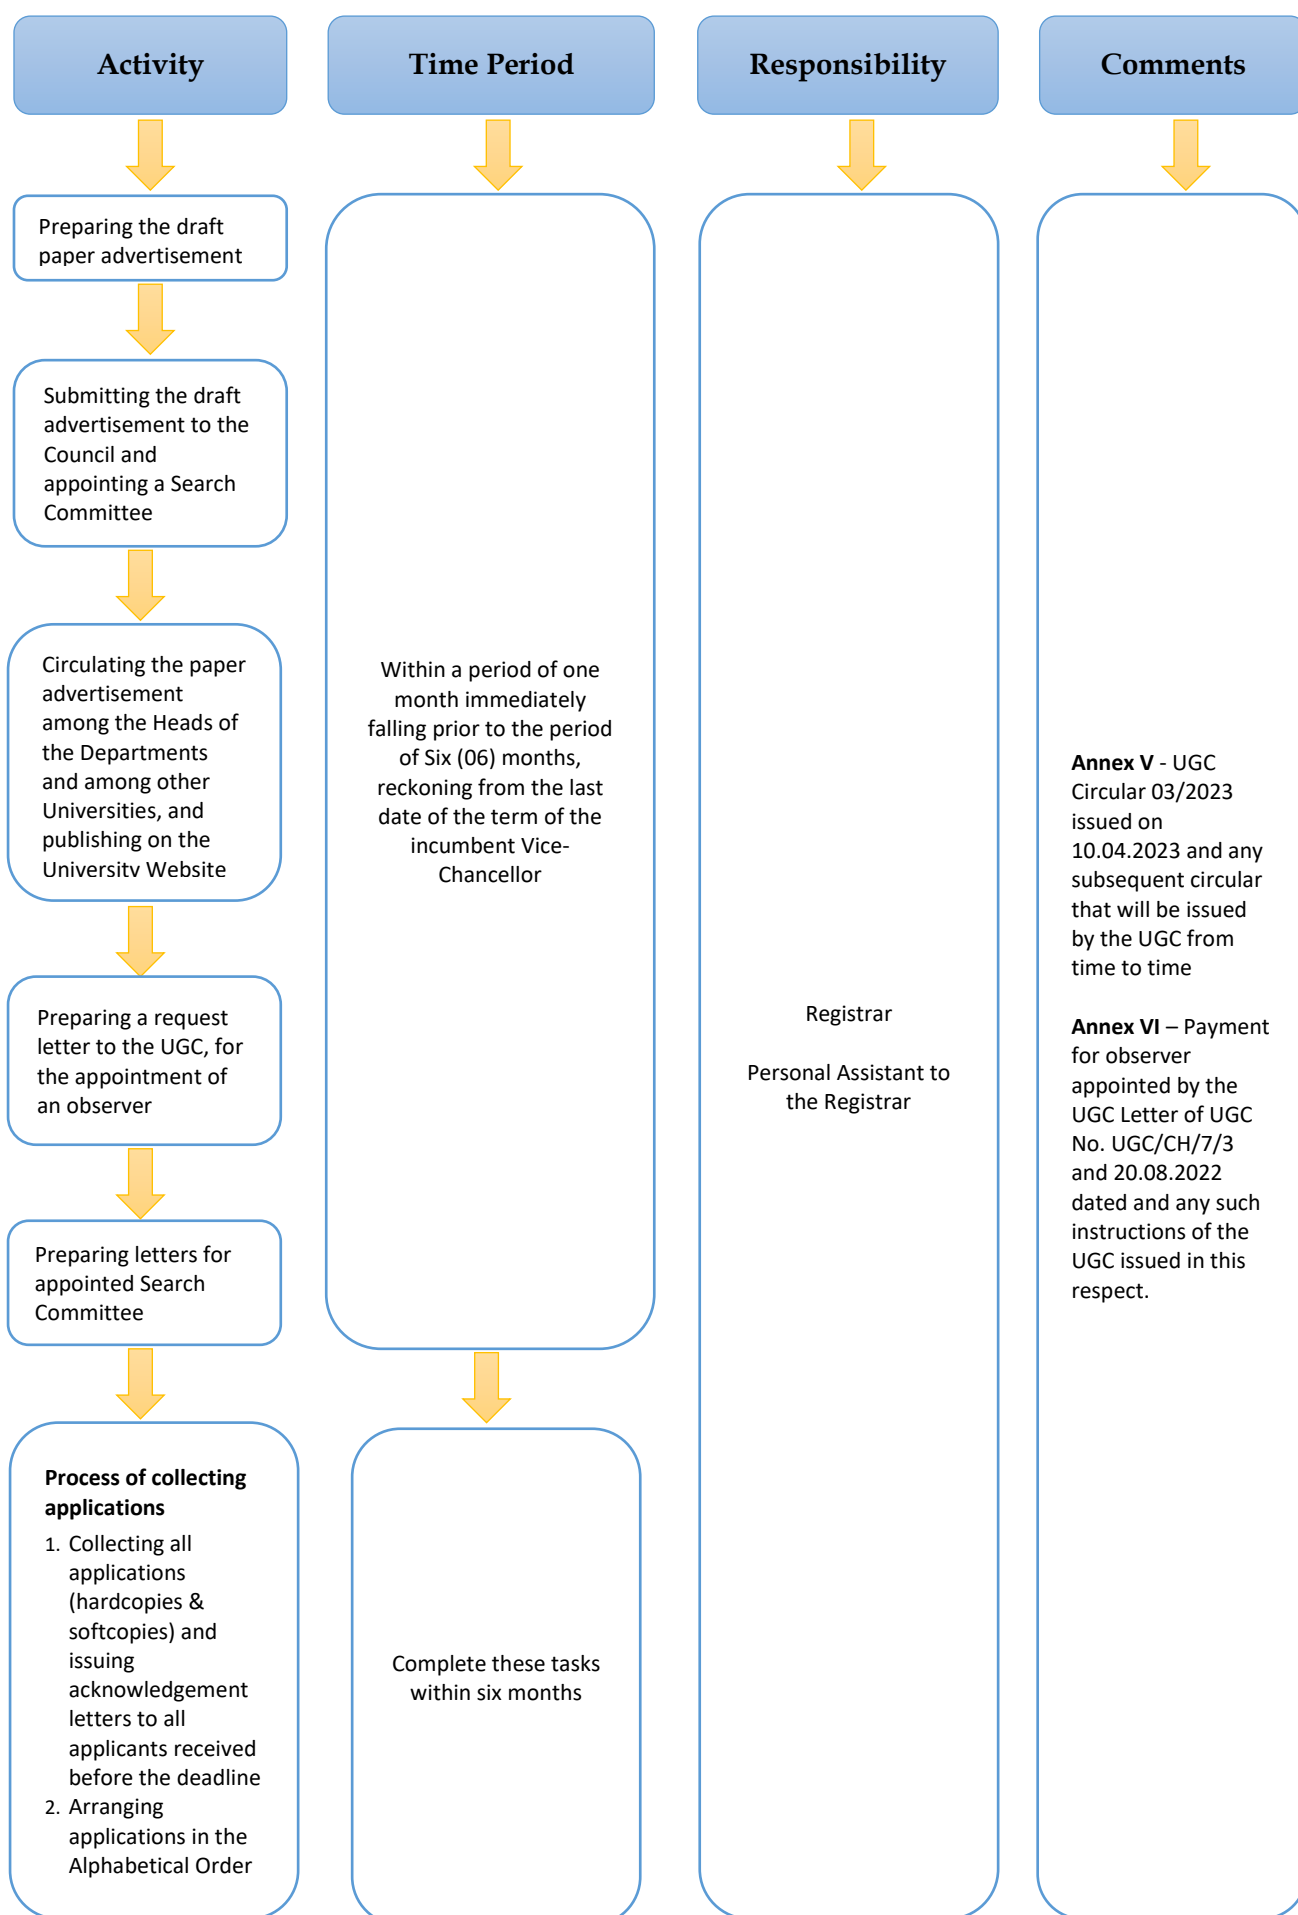 Activity
Time Period
Responsibility
Comments
Preparing the draft
paper advertisement
Submitting the draft
advertisement to the
Council and
appointing a Search
Committee
Circulating the paper
advertisement
among the Heads of
the Departments
and among other
Universities, and
publishing on the
University Website
Preparing a request
letter to the UGC, for
the appointment of
an observer
Preparing letters for
appointed Search
Committee
Process of collecting
applications
1. Collecting all
applications
(hardcopies &
softcopies) and
issuing
acknowledgement
letters to all
applicants received
before the deadline
2. Arranging
applications in the
Alphabetical Order
Within a period of one
month immediately
falling prior to the period
of Six (06) months,
reckoning from the last
date of the term of the
incumbent Vice-
Chancellor
Complete these tasks
within six months
Registrar
Personal Assistant to
the Registrar
Annex V - UGC
Circular 03/2023
issued on
10.04.2023 and any
subsequent circular
that will be issued
by the UGC from
time to time
Annex VI – Payment
for observer
appointed by the
UGC Letter of UGC
No. UGC/CH/7/3
and 20.08.2022
dated and any such
instructions of the
UGC issued in this
respect.